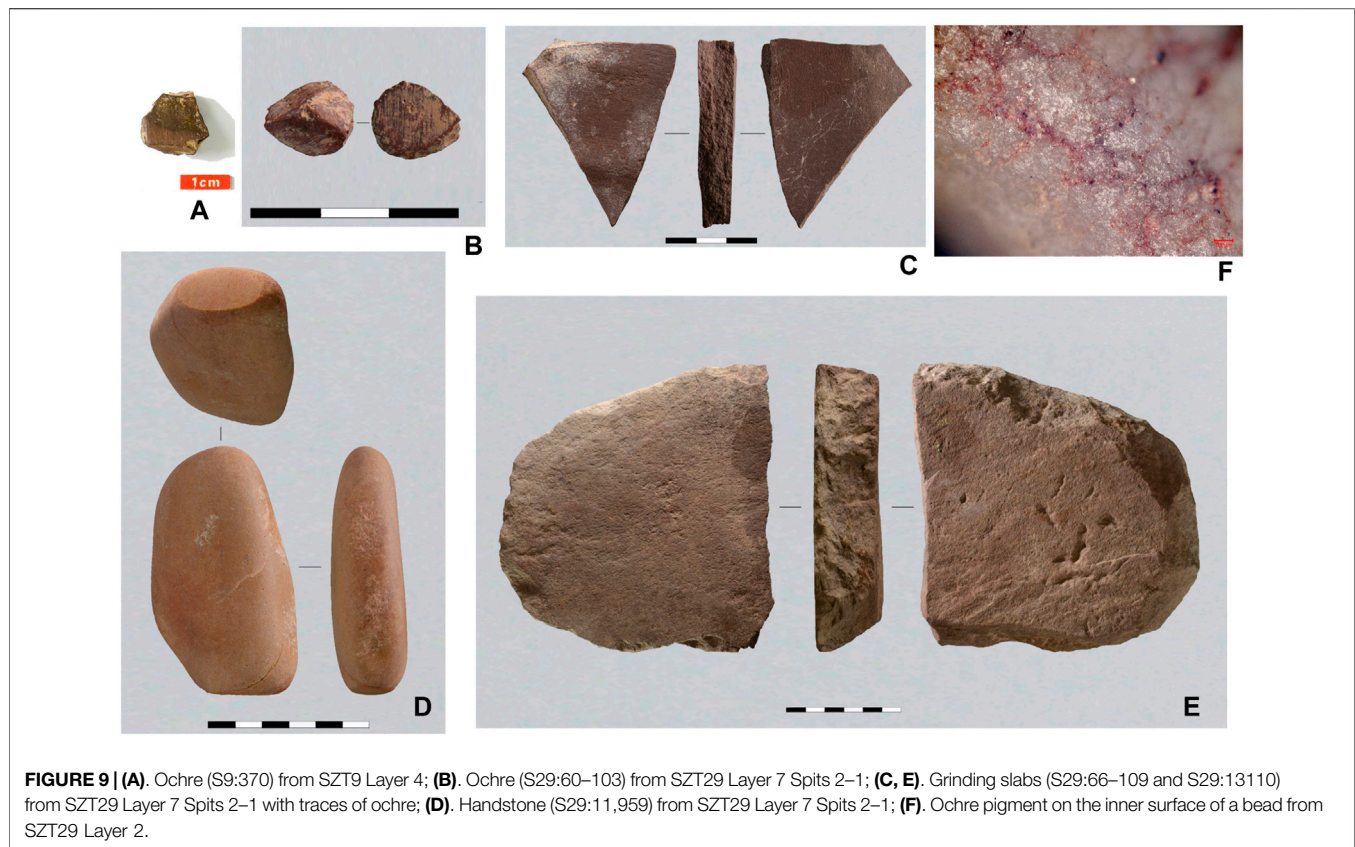 1cm
A
B
C
F
D
E
FIGURE 9 | (A). Ochre (S9:370) from SZT9 Layer 4; (B). Ochre (S29:60–103) from SZT29 Layer 7 Spits 2–1; (C, E). Grinding slabs (S29:66–109 and S29:13110)
from SZT29 Layer 7 Spits 2–1 with traces of ochre; (D). Handstone (S29:11,959) from SZT29 Layer 7 Spits 2–1; (F). Ochre pigment on the inner surface of a bead from
SZT29 Layer 2.